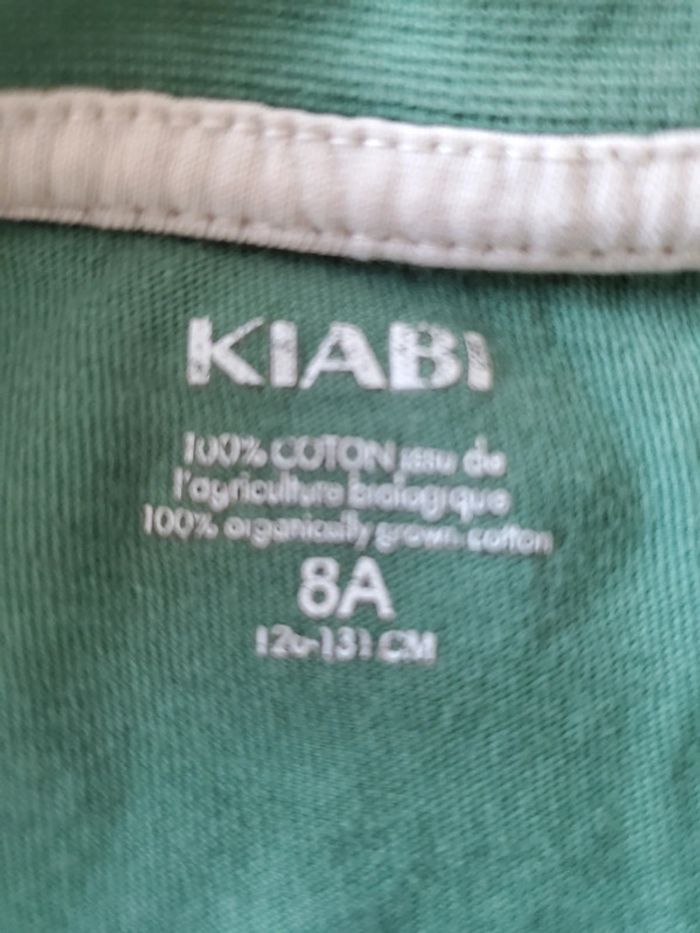 KIABI
100% COTON issu de
l'agriculture biologique
100% organically grown cotton
8A
126-131 CM